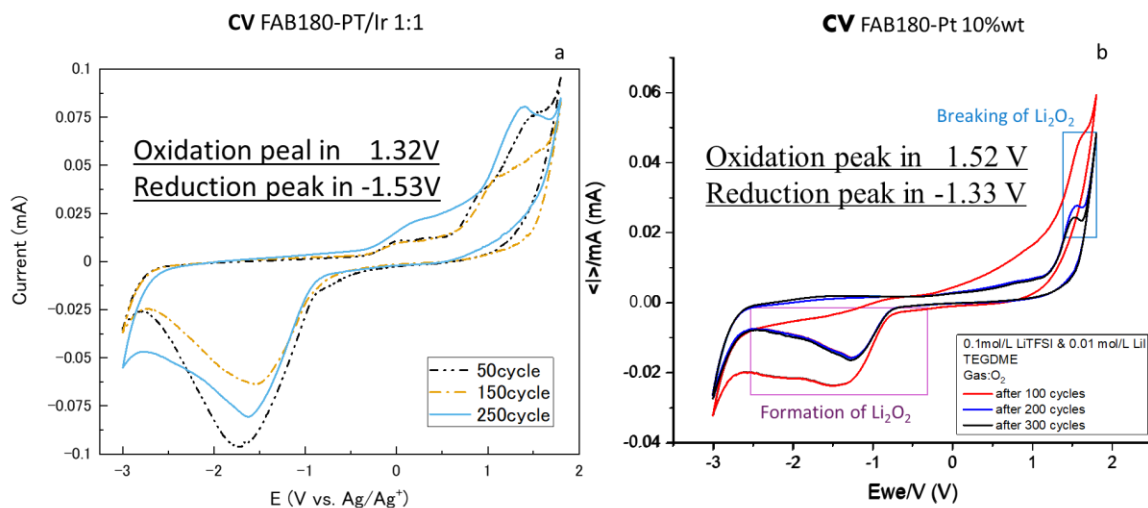 CV FAB180-PT/Ir 1:1
a
0.1
0.075
0.05
0.025
0
-0.025
-0.05
-0.075
-0.1
Current (mA)
Oxidation peal in 1.32V
Reduction peak in -1.53V
50cycle
150cycle
250cycle
-3 -2 -1 0 1 2
E (V vs. Ag/Ag⁺)
CV FAB180-Pt 10%wt
b
0.06
0.04
0.02
0.00
-0.02
-0.04
<I>/mA (mA)
Breaking of Li₂O₂
Oxidation peak in 1.52 V
Reduction peak in -1.33 V
Formation of Li₂O₂
0.1mol/L LiTFSI & 0.01 mol/L LiI
TEGDME
Gas:O₂
after 100 cycles
after 200 cycles
after 300 cycles
-3 -2 -1 0 1 2
Ewe/V (V)